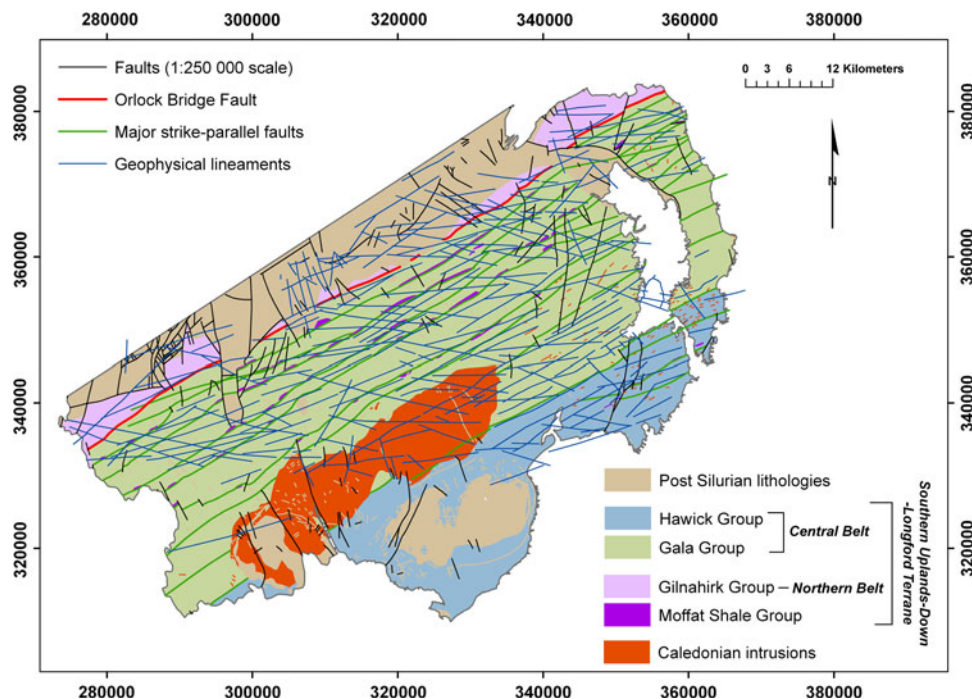 280000 300000 320000 340000 360000 380000
Faults (1:250 000 scale)
Orlock Bridge Fault
Major strike-parallel faults
Geophysical lineaments
0 3 6 12 Kilometers
N
380000
360000
340000
320000
380000
360000
340000
320000
Post Silurian lithologies
Hawick Group
Gala Group
Central Belt
Gilnahirk Group – Northern Belt
Moffat Shale Group
Caledonian intrusions
Southern Uplands-Down
-Longford Terrane
280000 300000 320000 340000 360000 380000